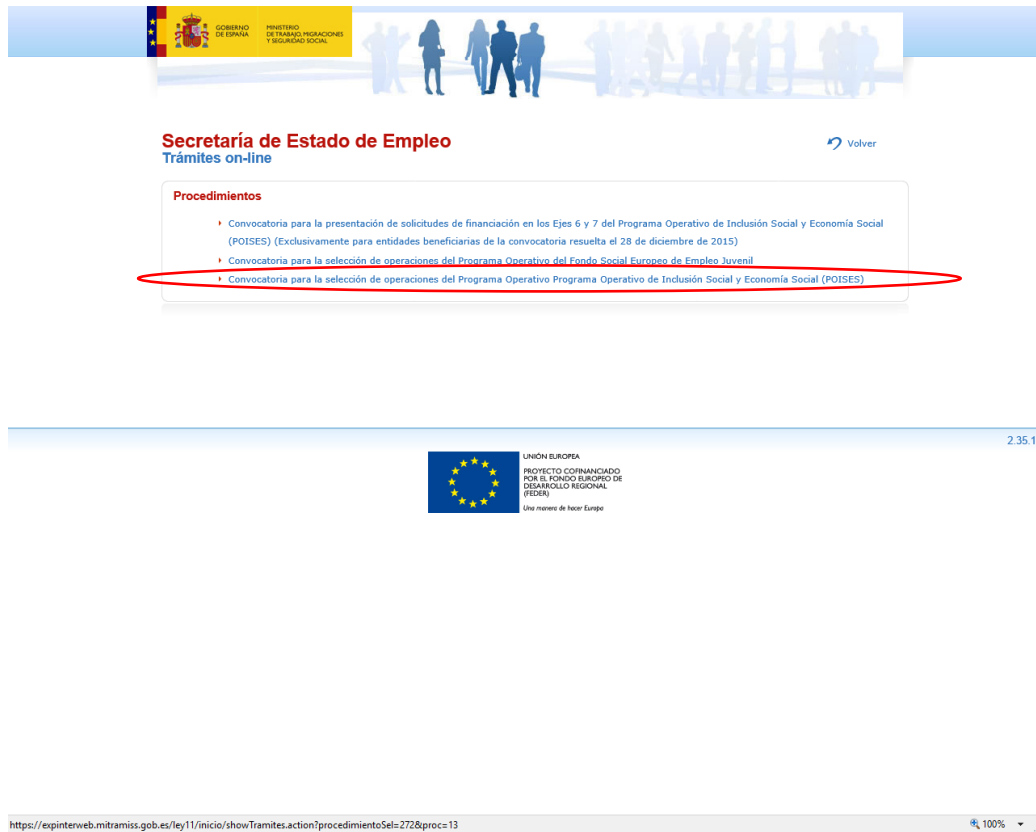 GOBIERNO
DE ESPAÑA
MINISTERIO
DE TRABAJO, MIGRACIONES
Y SEGURIDAD SOCIAL
Secretaría de Estado de Empleo
Trámites on-line
Volver
Procedimientos
Convocatoria para la presentación de solicitudes de financiación en los Ejes 6 y 7 del Programa Operativo de Inclusión Social y Economía Social
(POISES) (Exclusivamente para entidades beneficiarias de la convocatoria resuelta el 28 de diciembre de 2015)
Convocatoria para la selección de operaciones del Programa Operativo del Fondo Social Europeo de Empleo Juvenil
Convocatoria para la selección de operaciones del Programa Operativo Programa Operativo de Inclusión Social y Economía Social (POISES)
2.35.1
UNIÓN EUROPEA
PROYECTO COFINANCIADO
POR EL FONDO EUROPEO DE
DESARROLLO REGIONAL
(FEDER)
Una manera de hacer Europa
https://expinterweb.mitramiss.gob.es/ley11/inicio/showTramites.action?procedimientoSel=272&proc=13
100%